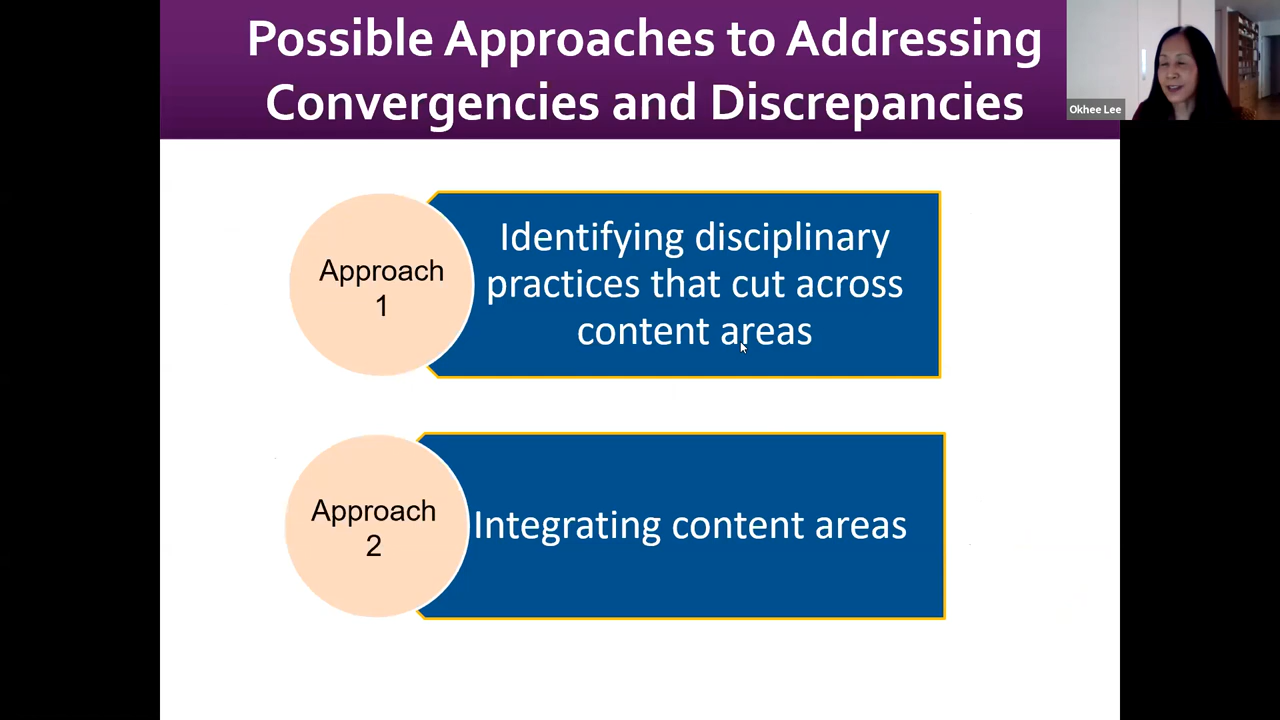 Possible Approaches to Addressing
Convergencies and Discrepancies
Okhee Lee
Approach
1
Identifying disciplinary
practices that cut across
content areas
Approach
2
Integrating content areas